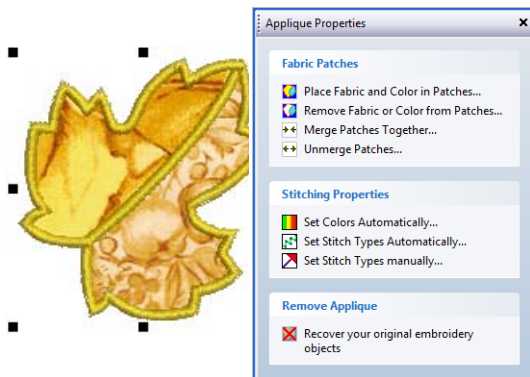 Applique Properties
Fabric Patches
Place Fabric and Color in Patches...
Remove Fabric or Color from Patches...
Merge Patches Together...
Unmerge Patches...
Stitching Properties
Set Colors Automatically...
Set Stitch Types Automatically...
Set Stitch Types manually...
Remove Applique
Recover your original embroidery
objects